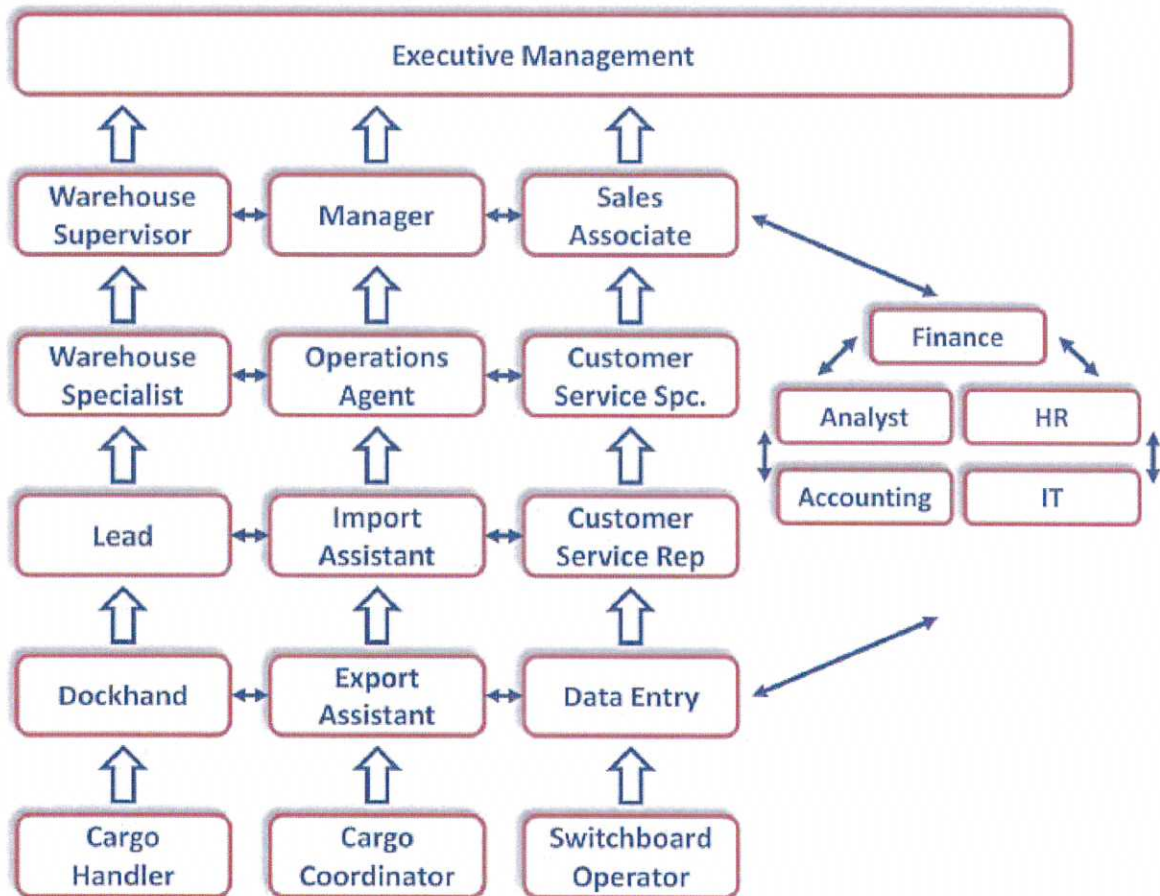 Executive Management
Warehouse
Supervisor
Manager
Sales
Associate
Finance
Warehouse
Specialist
Operations
Agent
Customer
Service Spc.
Analyst
HR
Accounting
IT
Lead
Import
Assistant
Customer
Service Rep
Dockhand
Export
Assistant
Data Entry
Cargo
Handler
Cargo
Coordinator
Switchboard
Operator